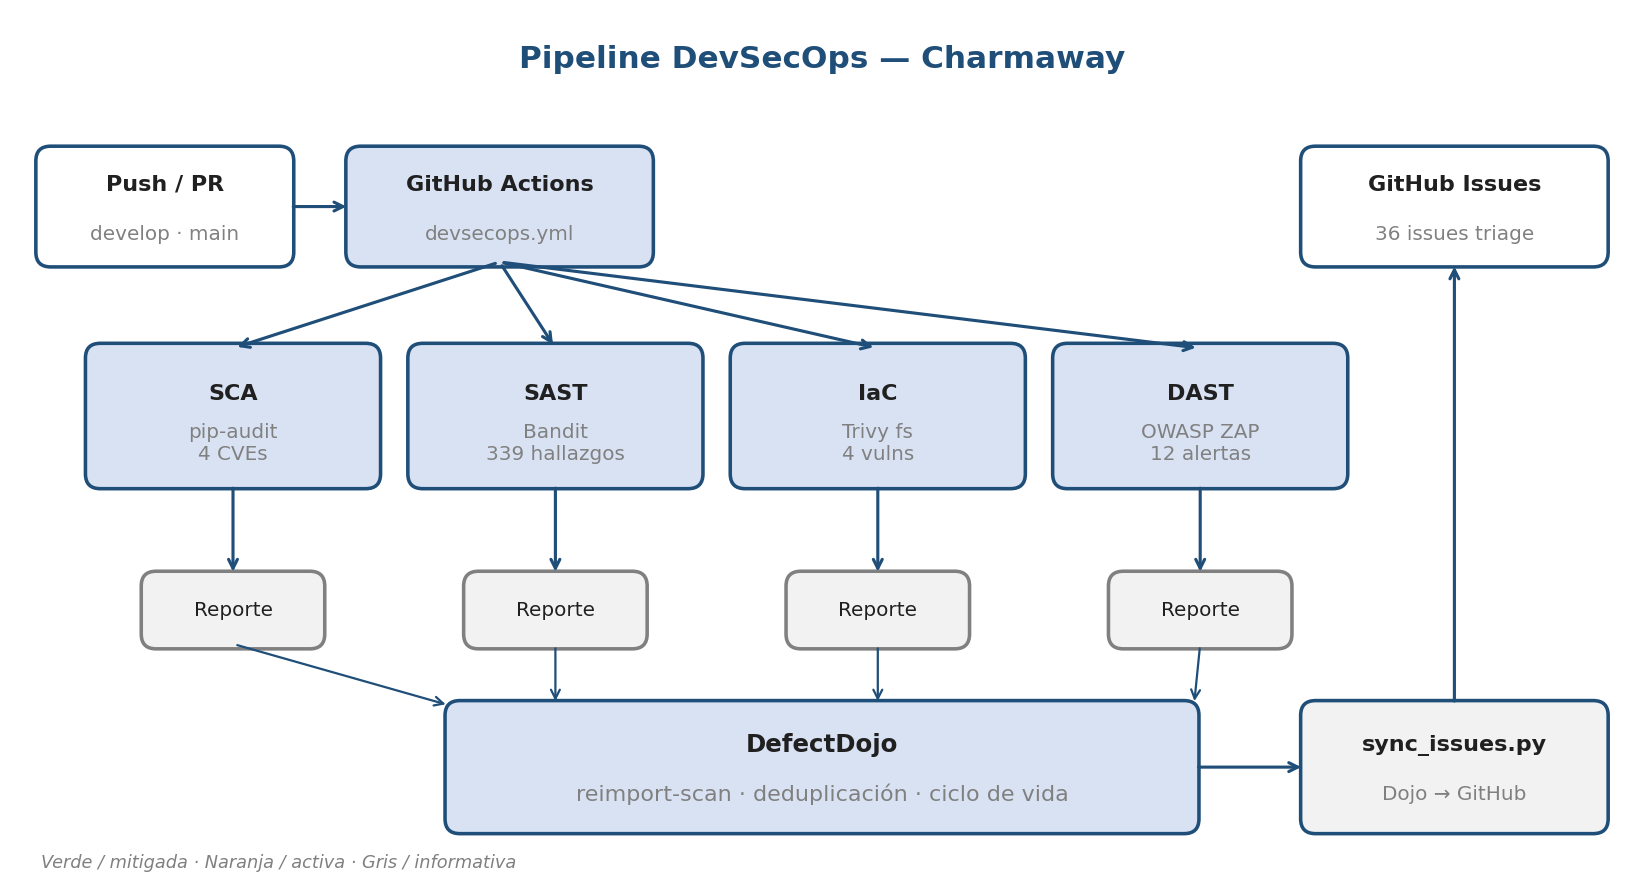 Pipeline DevSecOps — Charmaway
Push / PR
develop · main
GitHub Actions
devsecops.yml
GitHub Issues
36 issues triage
SCA
pip-audit
4 CVEs
SAST
Bandit
339 hallazgos
IaC
Trivy fs
4 vulns
DAST
OWASP ZAP
12 alertas
Reporte
Reporte
Reporte
Reporte
DefectDojo
reimport-scan · deduplicación · ciclo de vida
sync_issues.py
Dojo → GitHub
Verde / mitigada · Naranja / activa · Gris / informativa